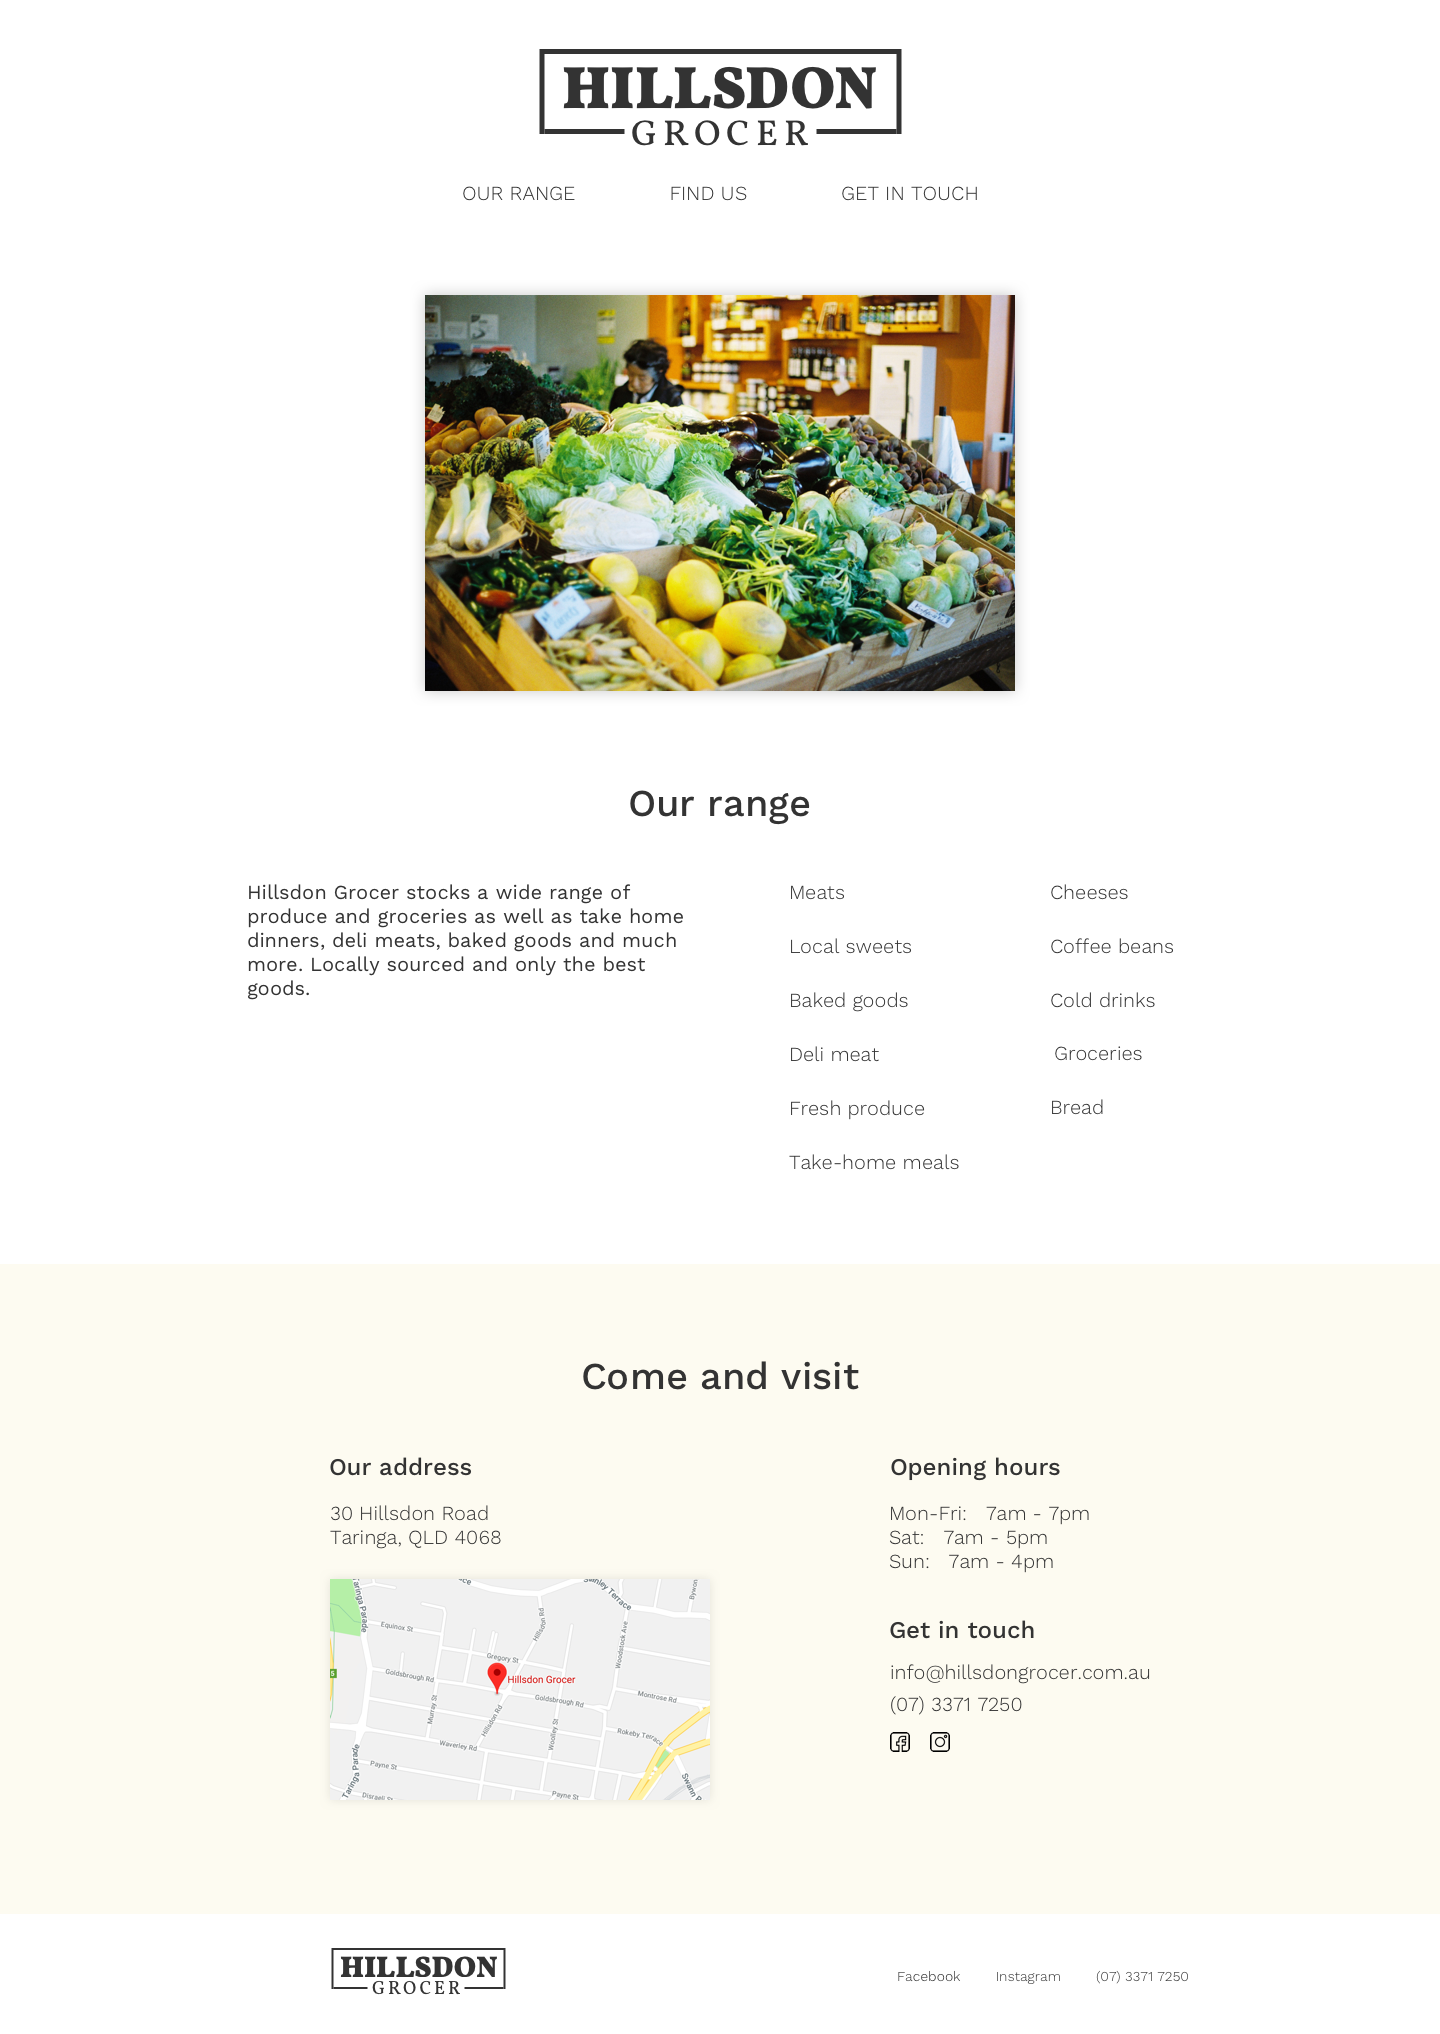 HILLSDON
GROCER
OUR RANGE
FIND US
GET IN TOUCH
Our range
Hillsdon Grocer stocks a wide range of
produce and groceries as well as take home
dinners, deli meats, baked goods and much
more. Locally sourced and only the best
goods.
Meats
Local sweets
Baked goods
Deli meat
Fresh produce
Take-home meals
Cheeses
Coffee beans
Cold drinks
Groceries
Bread
Come and visit
Our address
30 Hillsdon Road
Taringa, QLD 4068
Taringa Parade
Stanley Terrace
Bywon
Equinox St
Hillsdon Rd
Woodstock Ave
Gregory St
Goldsbrough Rd
Hillsdon Grocer
Goldsbrough Rd
Montrose Rd
Murray St
Hillsdon Rd
Woolley St
Rokeby Terrace
Waverley Rd
Taringa Parade
Payne St
Swann
Disraeli St
Payne St
Opening hours
Mon-Fri: 7am - 7pm
Sat: 7am - 5pm
Sun: 7am - 4pm
Get in touch
info@hillsdongrocer.com.au
(07) 3371 7250
HILLSDON
GROCER
Facebook
Instagram
(07) 3371 7250